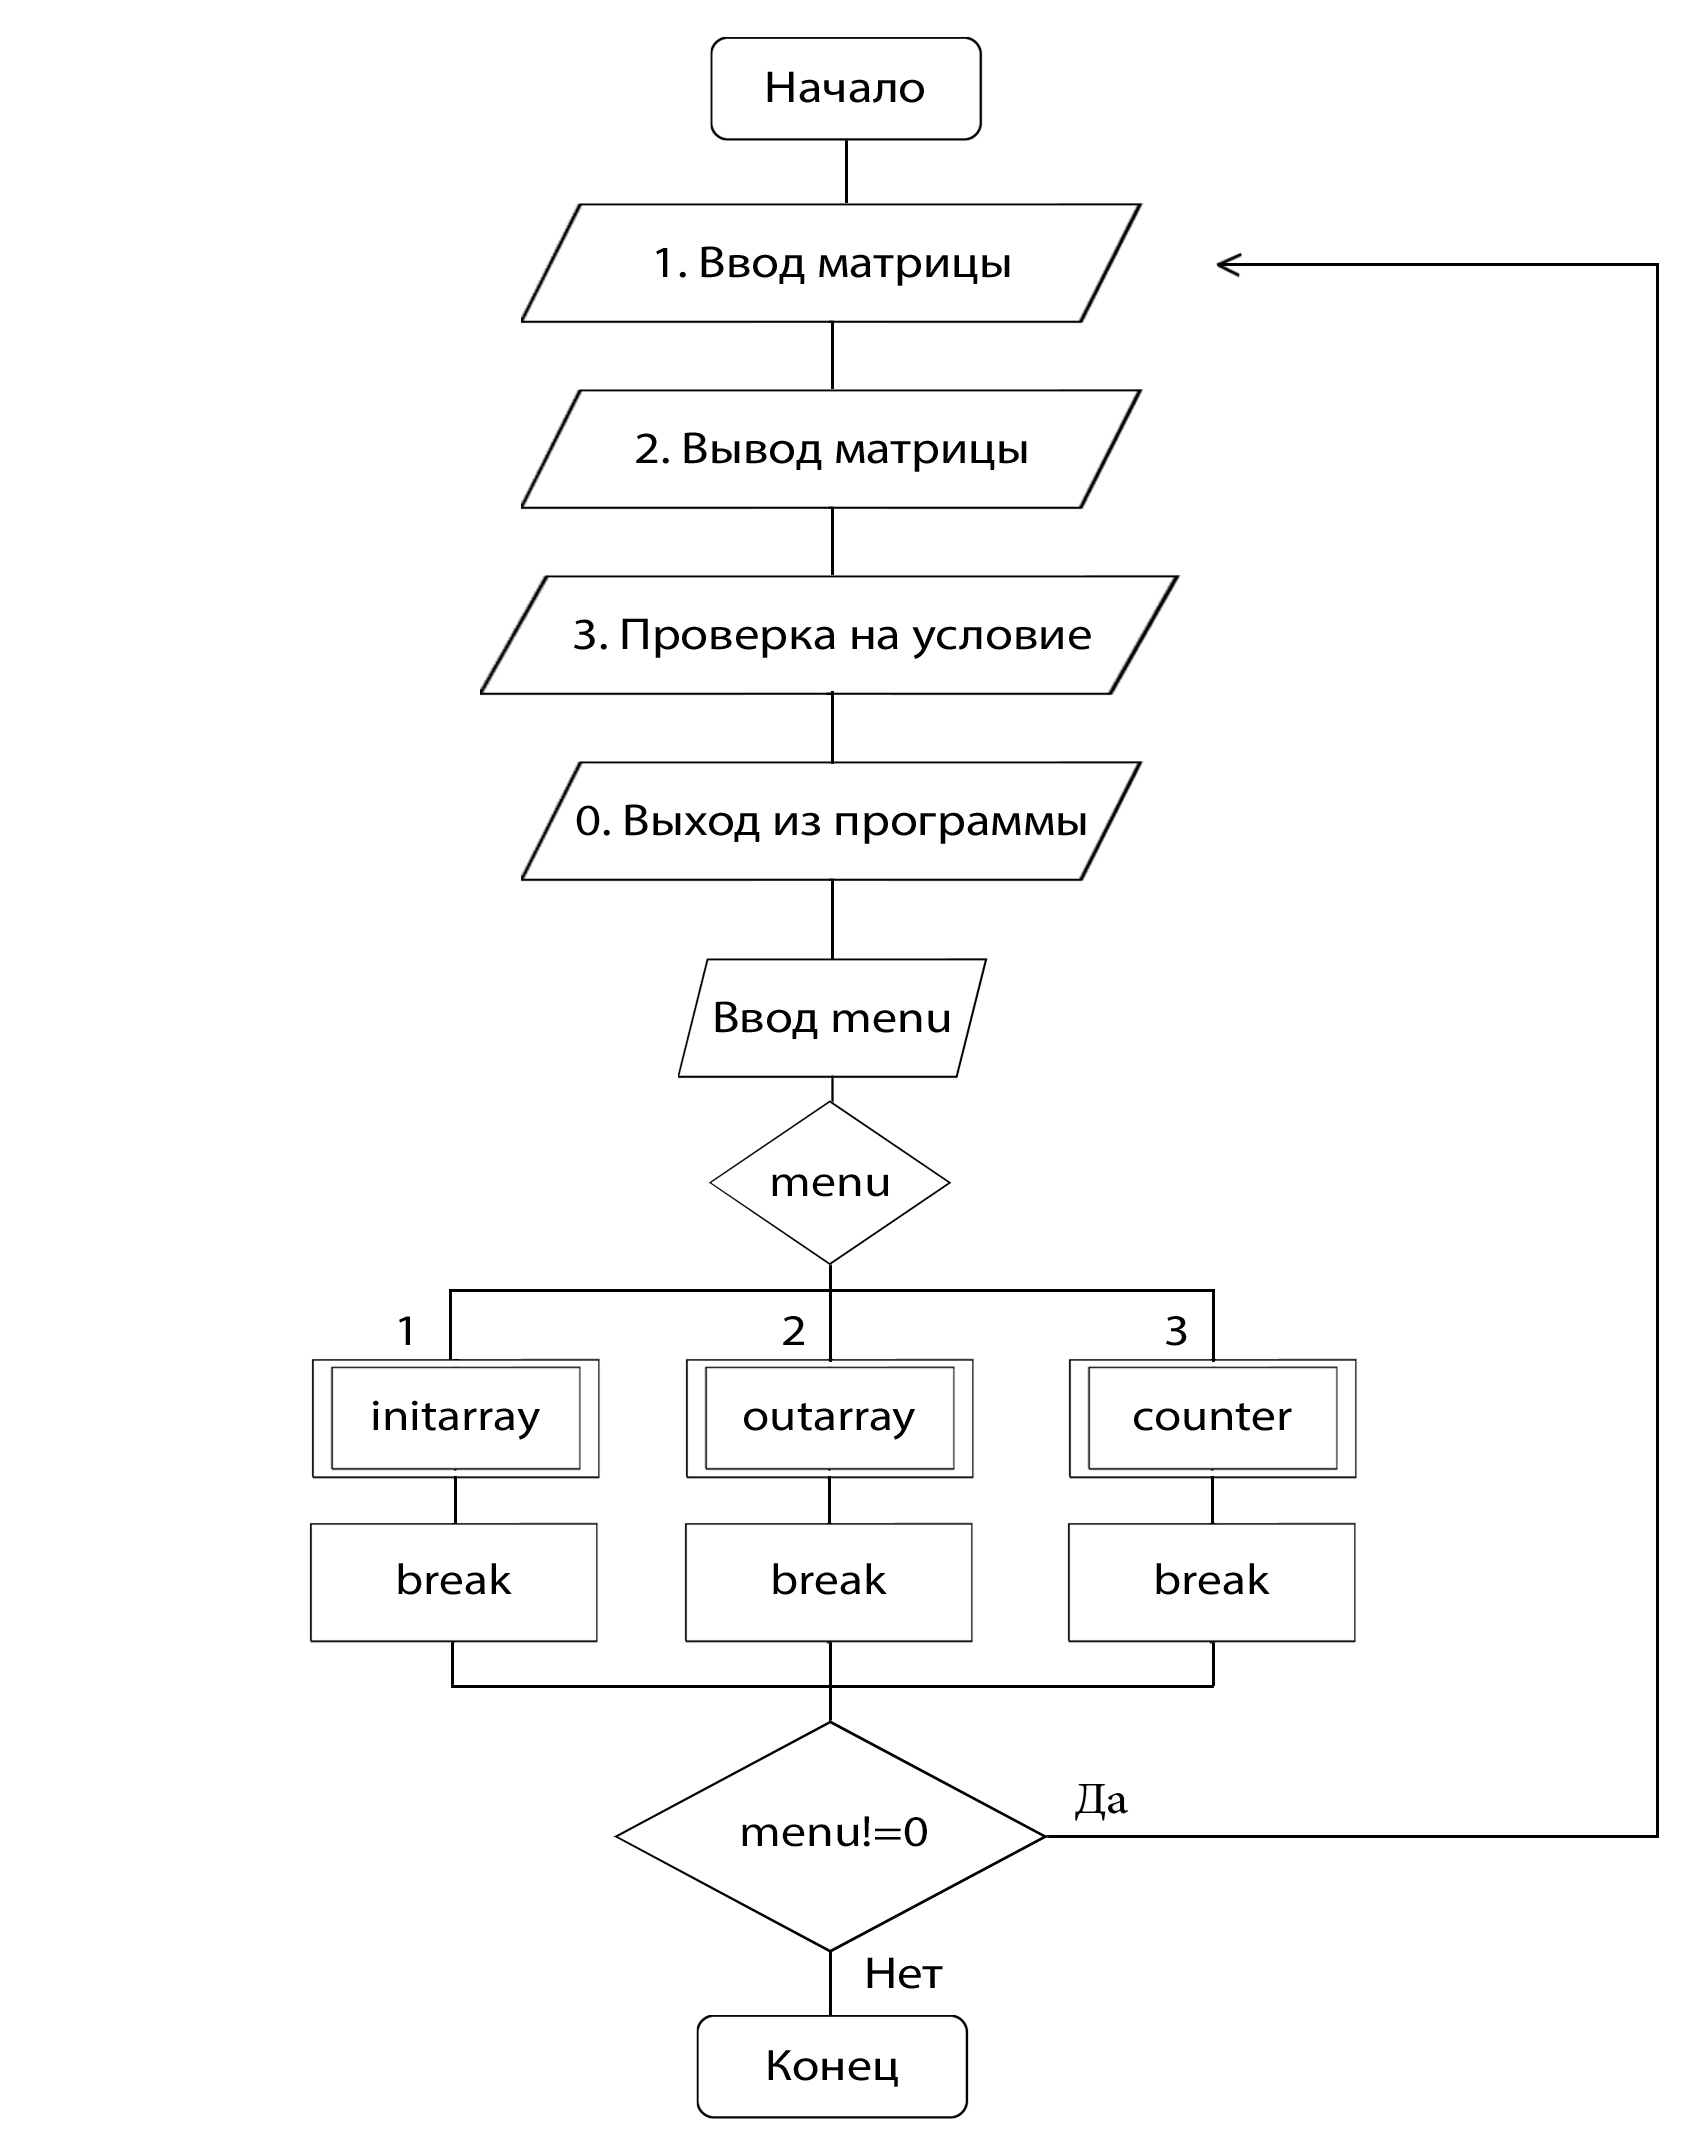 Начало
1. Ввод матрицы
2. Вывод матрицы
3. Проверка на условие
0. Выход из программы
Ввод menu
menu
1 2 3
initarray outarray counter
break break break
Да
menu!=0
Нет
Конец